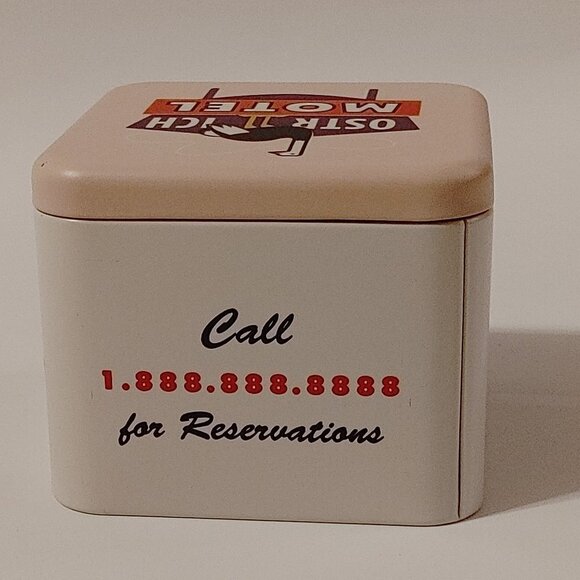 OSTRiCH
MOTEL
Call
1.888.888.8888
for Reservations